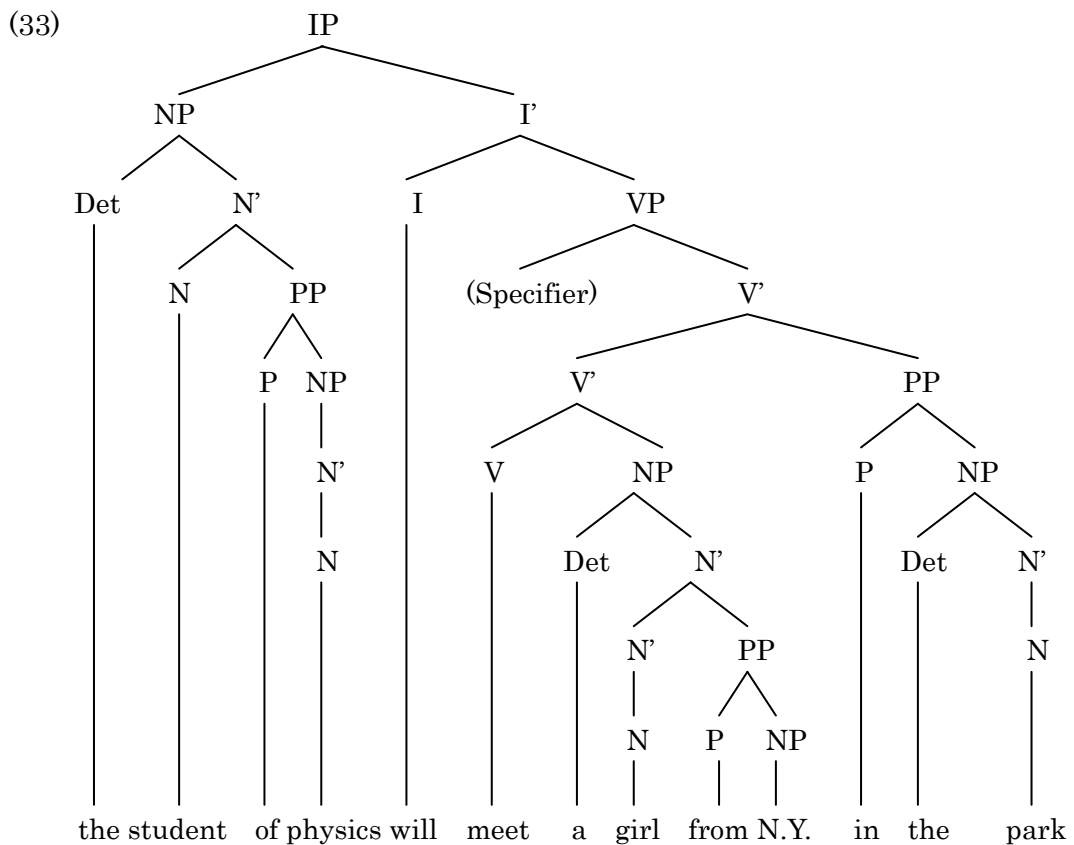 (33) IP
NP I’
Det N’ I VP
N PP (Specifier) V’
P NP V’ PP
N’ V NP P NP
N Det N’ Det N’
N’ PP N
N P NP
the student of physics will meet a girl from N.Y. in the park